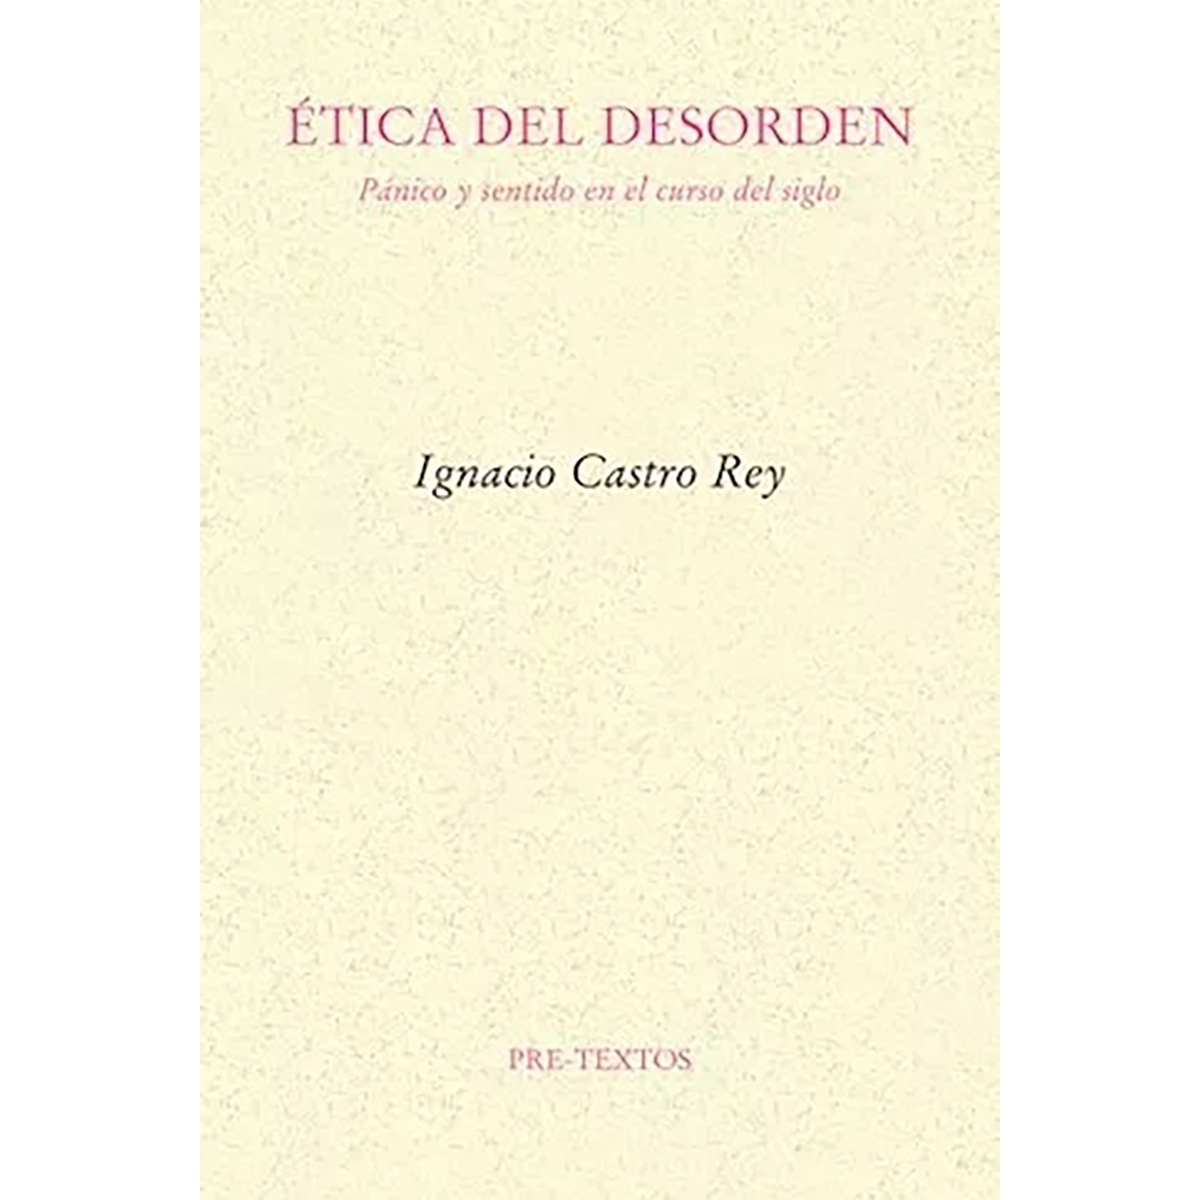 ÉTICA DEL DESORDEN
Pánico y sentido en el curso del siglo
Ignacio Castro Rey
PRE-TEXTOS